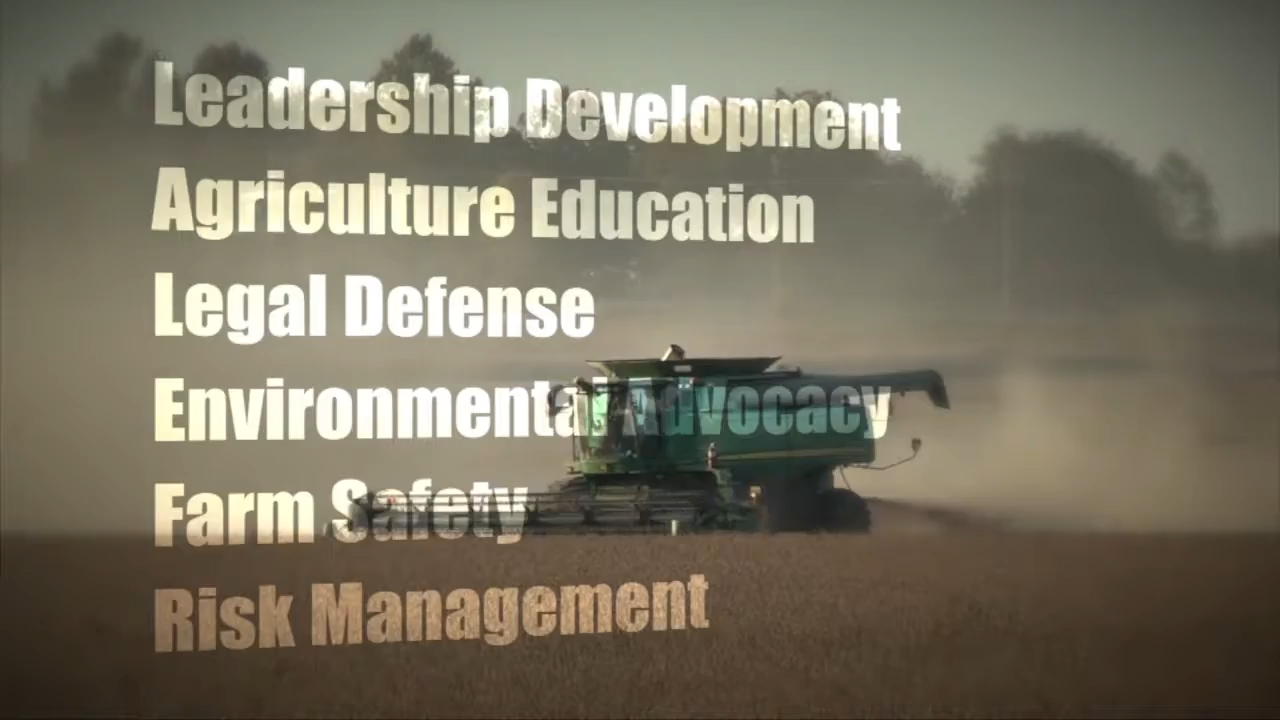 Leadership Development
Agriculture Education
Legal Defense
Environmental Advocacy
Farm Safety
Risk Management